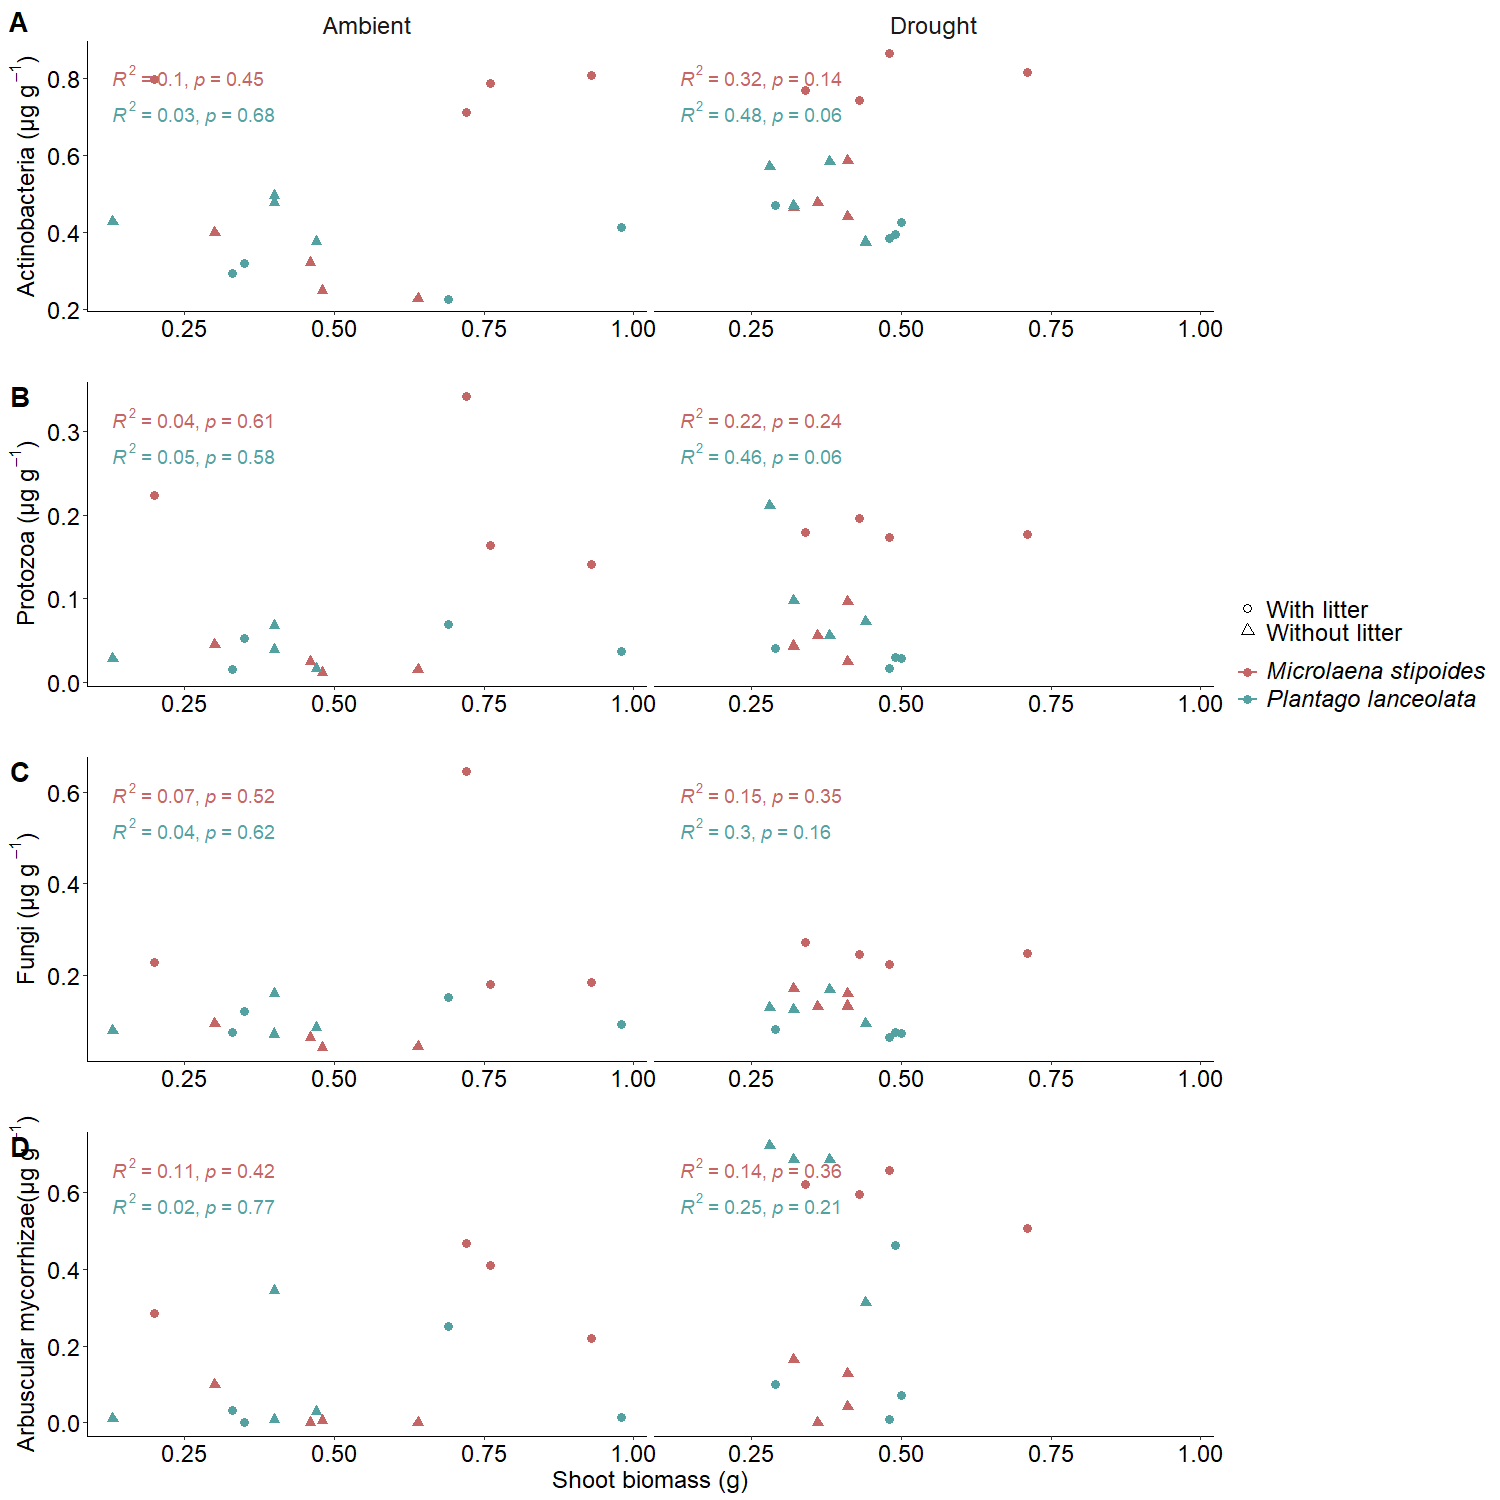 A
Ambient
Drought
Actinobacteria (µg g⁻¹)
0.8
0.6
0.4
0.2
R² = 0.1, p = 0.45
R² = 0.03, p = 0.68
R² = 0.32, p = 0.14
R² = 0.48, p = 0.06
0.25 0.50 0.75 1.00
0.25 0.50 0.75 1.00
B
Protozoa (µg g⁻¹)
0.3
0.2
0.1
0.0
R² = 0.04, p = 0.61
R² = 0.05, p = 0.58
R² = 0.22, p = 0.24
R² = 0.46, p = 0.06
0.25 0.50 0.75 1.00
0.25 0.50 0.75 1.00
With litter
Without litter
Microlaena stipoides
Plantago lanceolata
C
Fungi (µg g⁻¹)
0.6
0.4
0.2
R² = 0.07, p = 0.52
R² = 0.04, p = 0.62
R² = 0.15, p = 0.35
R² = 0.3, p = 0.16
0.25 0.50 0.75 1.00
0.25 0.50 0.75 1.00
D
Arbuscular mycorrhizae(µg g⁻¹)
0.6
0.4
0.2
0.0
R² = 0.11, p = 0.42
R² = 0.02, p = 0.77
R² = 0.14, p = 0.36
R² = 0.25, p = 0.21
0.25 0.50 0.75 1.00
0.25 0.50 0.75 1.00
Shoot biomass (g)